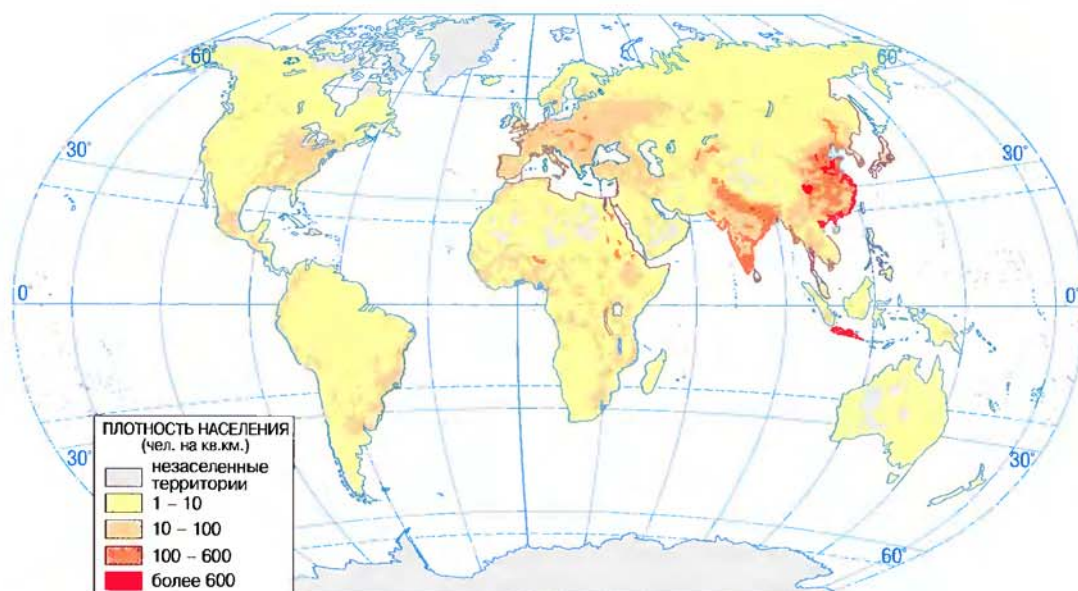 60°
60°
30°
30°
0°
0°
30°
30°
60°
ПЛОТНОСТЬ НАСЕЛЕНИЯ
(чел. на кв.км.)
незаселенные
территории
1 – 10
10 – 100
100 – 600
более 600